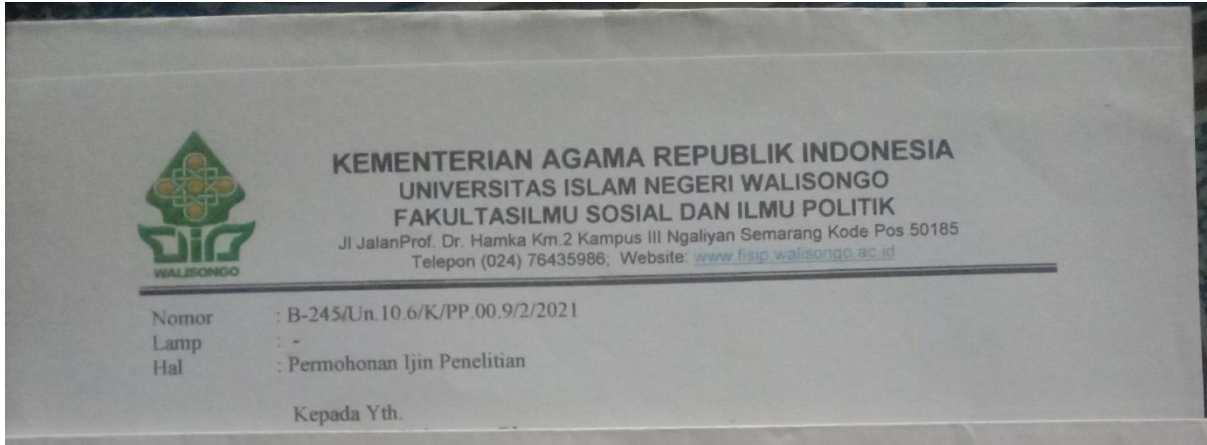 KEMENTERIAN AGAMA REPUBLIK INDONESIA
UNIVERSITAS ISLAM NEGERI WALISONGO
FAKULTASILMU SOSIAL DAN ILMU POLITIK
Jl JalanProf. Dr. Hamka Km.2 Kampus III Ngaliyan Semarang Kode Pos 50185
Telepon (024) 76435986; Website: www.fisip.walisongo.ac.id
WALISONGO
Nomor : B-245/Un.10.6/K/PP.00.9/2/2021
Lamp : -
Hal : Permohonan Ijin Penelitian
Kepada Yth.